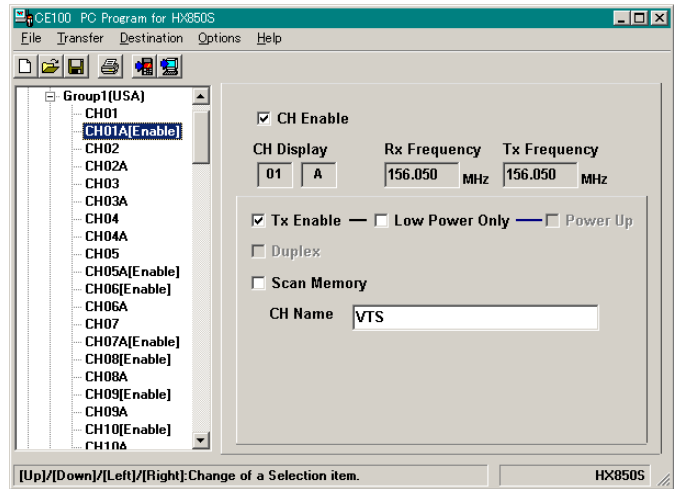 CE100 PC Program for HX850S
File Transfer Destination Options Help
Group1(USA)
CH01
CH01A[Enable]
CH02
CH02A
CH03
CH03A
CH04
CH04A
CH05
CH05A[Enable]
CH06[Enable]
CH06A
CH07
CH07A[Enable]
CH08[Enable]
CH08A
CH09[Enable]
CH09A
CH10[Enable]
CH10A
CH Enable
CH Display Rx Frequency Tx Frequency
01 A 156.050 MHz 156.050 MHz
Tx Enable Low Power Only Power Up
Duplex
Scan Memory
CH Name VTS
[Up]/[Down]/[Left]/[Right]:Change of a Selection item. HX850S